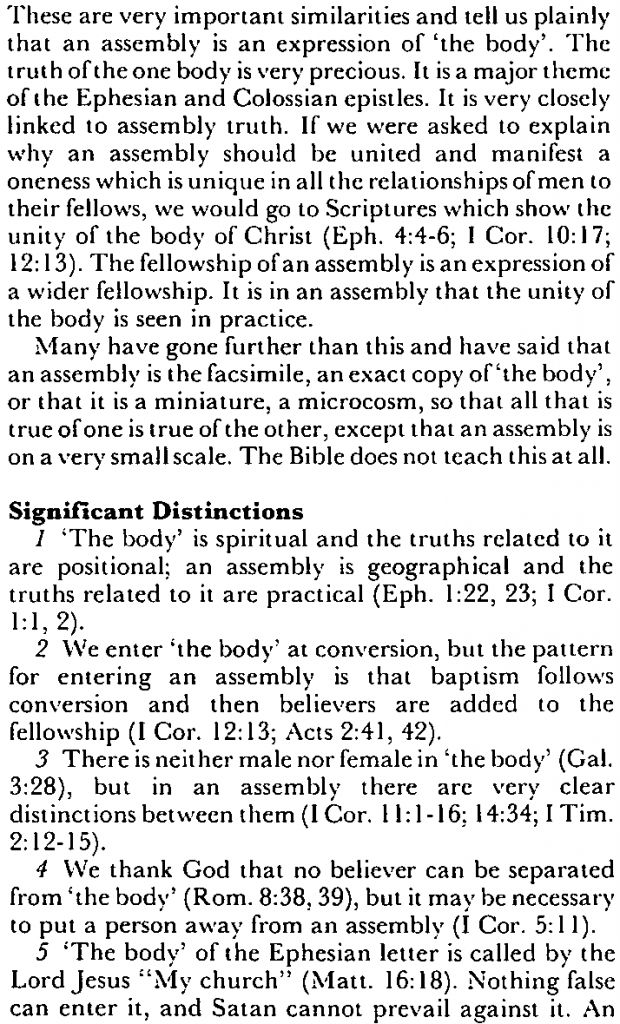 These are very important similarities and tell us plainly
that an assembly is an expression of ‘the body’. The
truth of the one body is very precious. It is a major theme
of the Ephesian and Colossian epistles. It is very closely
linked to assembly truth. If we were asked to explain
why an assembly should be united and manifest a
oneness which is unique in all the relationships of men to
their fellows, we would go to Scriptures which show the
unity of the body of Christ (Eph. 4:4-6; I Cor. 10:17;
12:13). The fellowship of an assembly is an expression of
a wider fellowship. It is in an assembly that the unity of
the body is seen in practice.
Many have gone further than this and have said that
an assembly is the facsimile, an exact copy of ‘the body’,
or that it is a miniature, a microcosm, so that all that is
true of one is true of the other, except that an assembly is
on a very small scale. The Bible does not teach this at all.
Significant Distinctions
1 ‘The body’ is spiritual and the truths related to it
are positional; an assembly is geographical and the
truths related to it are practical (Eph. 1:22, 23; I Cor.
1:1, 2).
2 We enter ‘the body’ at conversion, but the pattern
for entering an assembly is that baptism follows
conversion and then believers are added to the
fellowship (I Cor. 12:13; Acts 2:41, 42).
3 There is neither male nor female in ‘the body’ (Gal.
3:28), but in an assembly there are very clear
distinctions between them (I Cor. 11:1-16; 14:34; I Tim.
2:12-15).
4 We thank God that no believer can be separated
from ‘the body’ (Rom. 8:38, 39), but it may be necessary
to put a person away from an assembly (I Cor. 5:11).
5 ‘The body’ of the Ephesian letter is called by the
Lord Jesus “My church” (Matt. 16:18). Nothing false
can enter it, and Satan cannot prevail against it. An